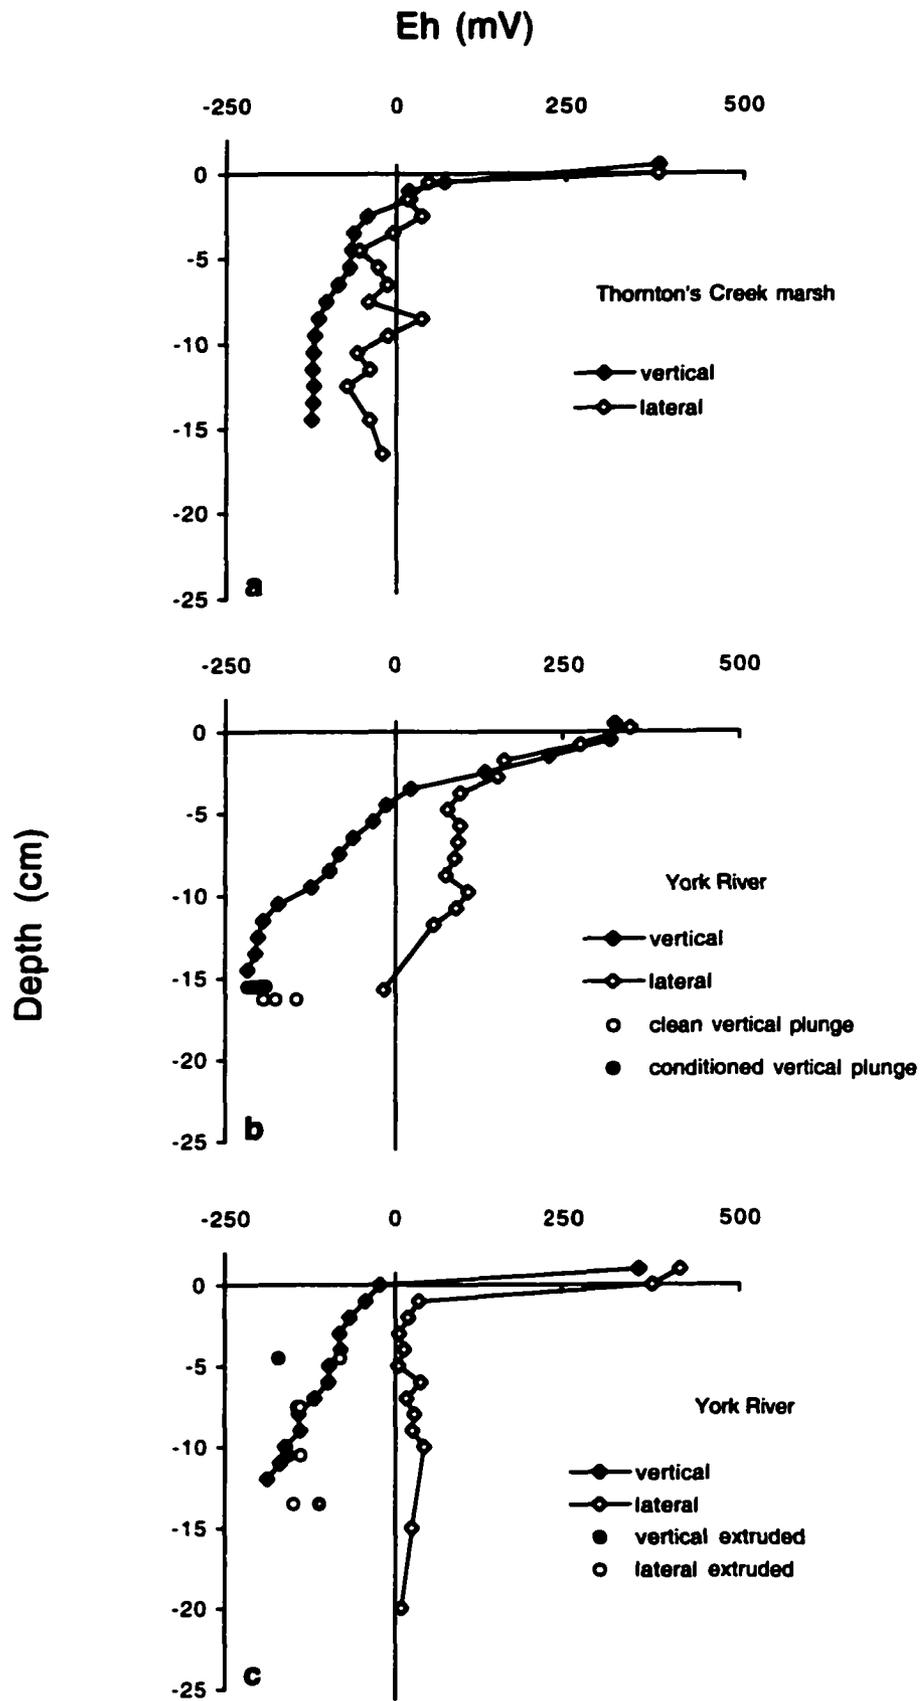 Eh (mV)
-250 0 250 500
0
-5
-10
-15
-20
-25
Thornton's Creek marsh
vertical
lateral
a
Depth (cm)
-250 0 250 500
0
-5
-10
-15
-20
-25
York River
vertical
lateral
clean vertical plunge
conditioned vertical plunge
b
-250 0 250 500
0
-5
-10
-15
-20
-25
York River
vertical
lateral
vertical extruded
lateral extruded
c